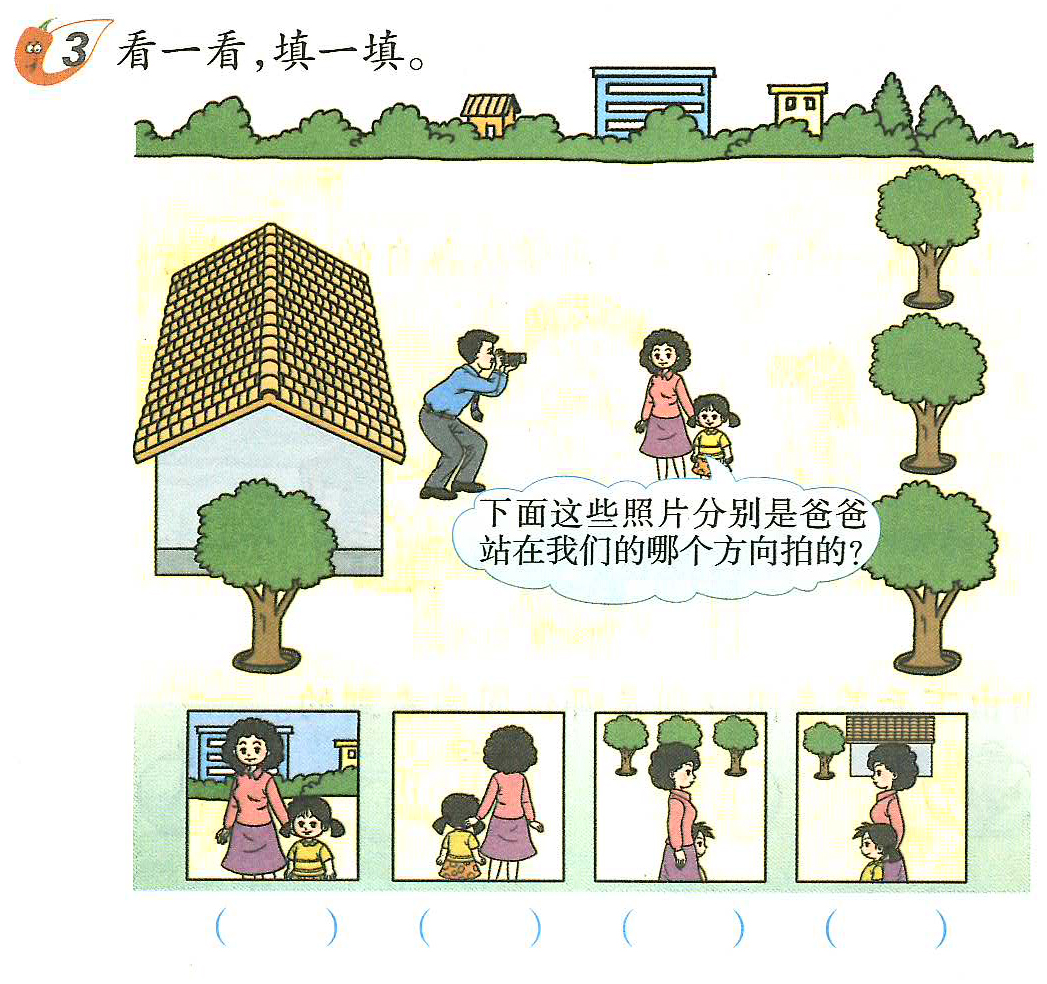 3 看一看,填一填。
下面这些照片分别是爸爸
站在我们的哪个方向拍的?
( ) ( ) ( ) ( )